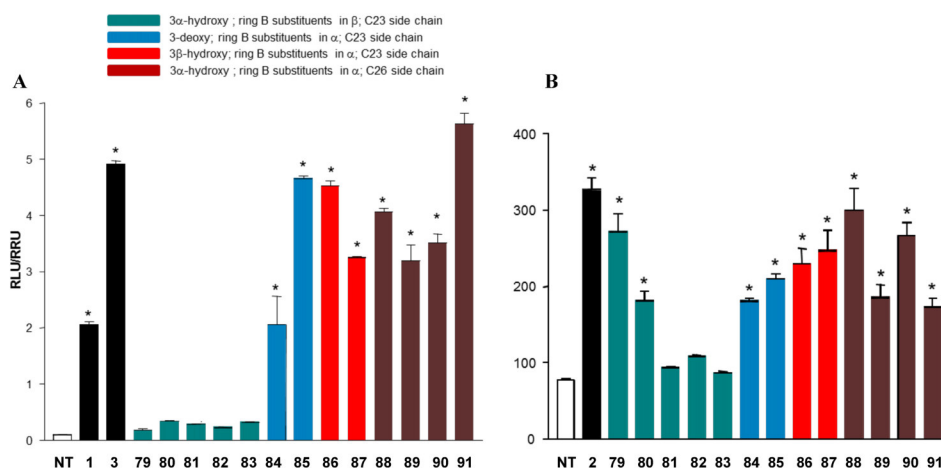 3α-hydroxy ; ring B substituents in β; C23 side chain
3-deoxy; ring B substituents in α; C23 side chain
3β-hydroxy; ring B substituents in α; C23 side chain
3α-hydroxy ; ring B substituents in α; C26 side chain
A
RLU/RRU
6
5
4
3
2
1
0
* * * * * * * * * *
NT 1 3 79 80 81 82 83 84 85 86 87 88 89 90 91
B
400
300
200
100
0
* * * * * * * * * * *
NT 2 79 80 81 82 83 84 85 86 87 88 89 90 91